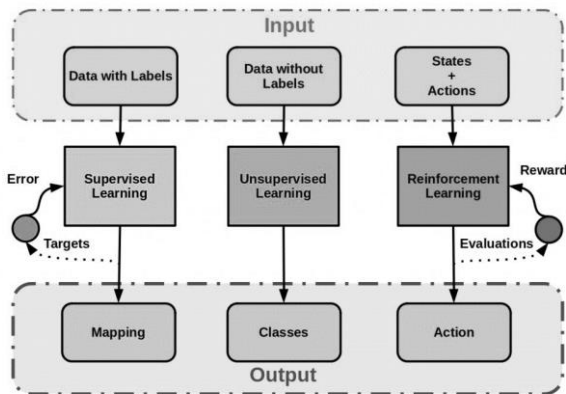 Input
Data with Labels
Data without
Labels
States
+
Actions
Error
Supervised
Learning
Unsupervised
Learning
Reinforcement
Learning
Reward
Targets
Evaluations
Mapping
Classes
Action
Output